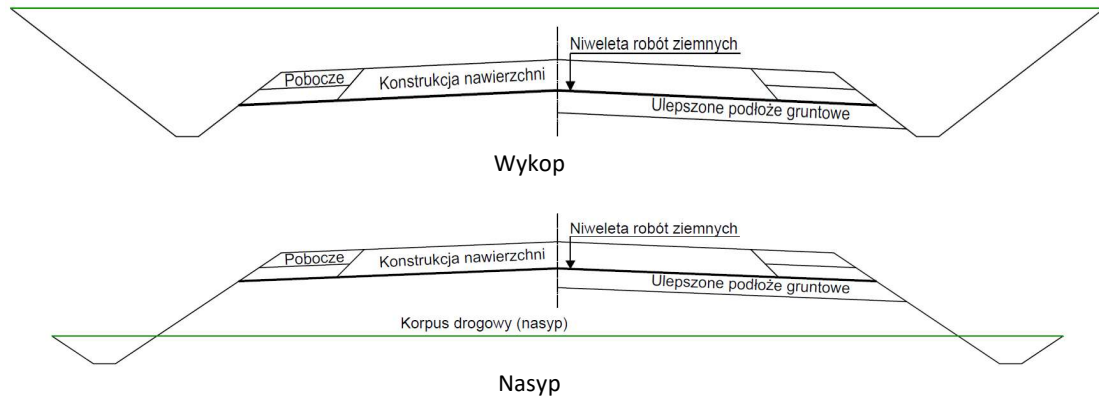 Niweleta robót ziemnych
Pobocze
Konstrukcja nawierzchni
Ulepszone podłoże gruntowe
Wykop
Niweleta robót ziemnych
Pobocze
Konstrukcja nawierzchni
Ulepszone podłoże gruntowe
Korpus drogowy (nasyp)
Nasyp